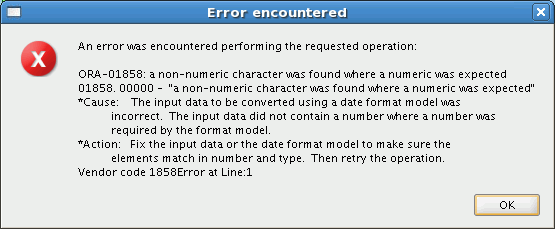 Error encountered
An error was encountered performing the requested operation:
ORA-01858: a non-numeric character was found where a numeric was expected
01858. 00000 - "a non-numeric character was found where a numeric was expected"
*Cause: The input data to be converted using a date format model was
incorrect. The input data did not contain a number where a number was
required by the format model.
*Action: Fix the input data or the date format model to make sure the
elements match in number and type. Then retry the operation.
Vendor code 1858Error at Line:1
OK